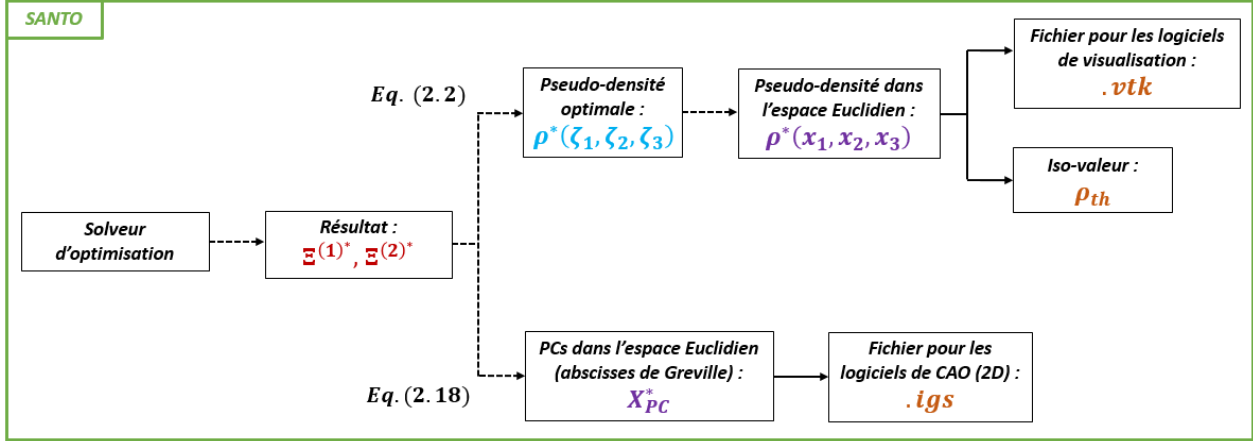 SANTO
Solveur
d'optimisation
Résultat :
Ξ^(1)*, Ξ^(2)*
Eq. (2.2)
Pseudo-densité
optimale :
ρ*(ζ1, ζ2, ζ3)
Pseudo-densité dans
l'espace Euclidien :
ρ*(x1, x2, x3)
Fichier pour les logiciels
de visualisation :
.vtk
Iso-valeur :
ρth
Eq. (2.18)
PCs dans l'espace Euclidien
(abscisses de Greville) :
X*PC
Fichier pour les
logiciels de CAO (2D) :
.igs